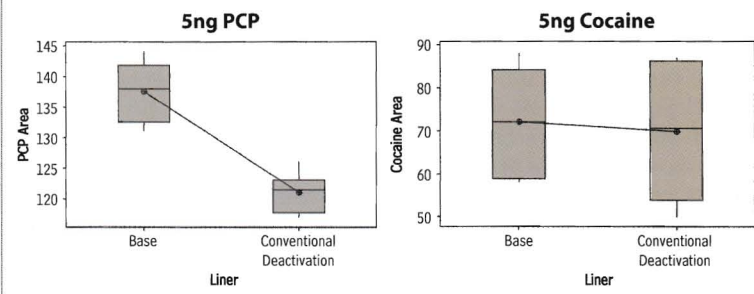 5ng PCP
PCP Area
145
140
135
130
125
120
Base
Conventional
Deactivation
Liner
5ng Cocaine
Cocaine Area
90
80
70
60
50
Base
Conventional
Deactivation
Liner